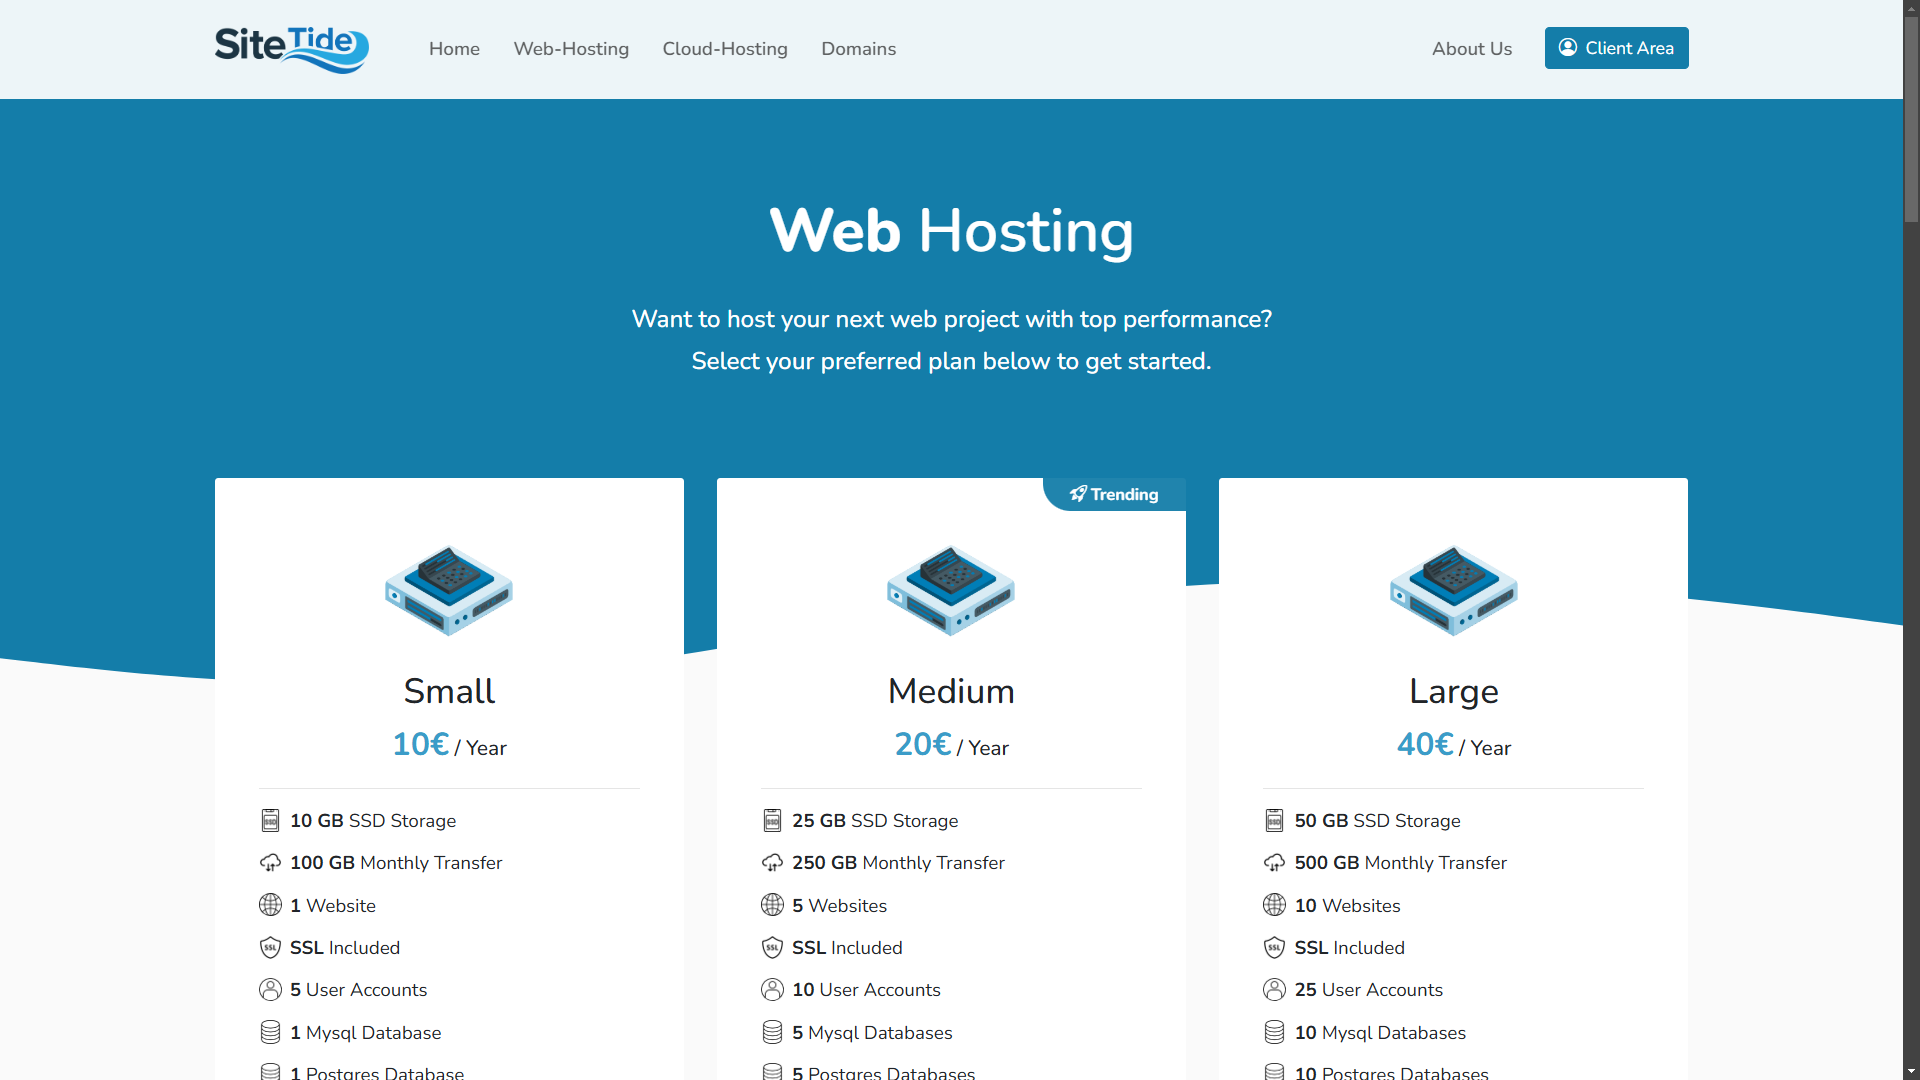 SiteTide
Home
Web-Hosting
Cloud-Hosting
Domains
About Us
Client Area
Web Hosting
Want to host your next web project with top performance?
Select your preferred plan below to get started.
Small
10€ / Year
10 GB SSD Storage
100 GB Monthly Transfer
1 Website
SSL Included
5 User Accounts
1 Mysql Database
1 Postgres Database
Trending
Medium
20€ / Year
25 GB SSD Storage
250 GB Monthly Transfer
5 Websites
SSL Included
10 User Accounts
5 Mysql Databases
5 Postgres Databases
Large
40€ / Year
50 GB SSD Storage
500 GB Monthly Transfer
10 Websites
SSL Included
25 User Accounts
10 Mysql Databases
10 Postgres Databases